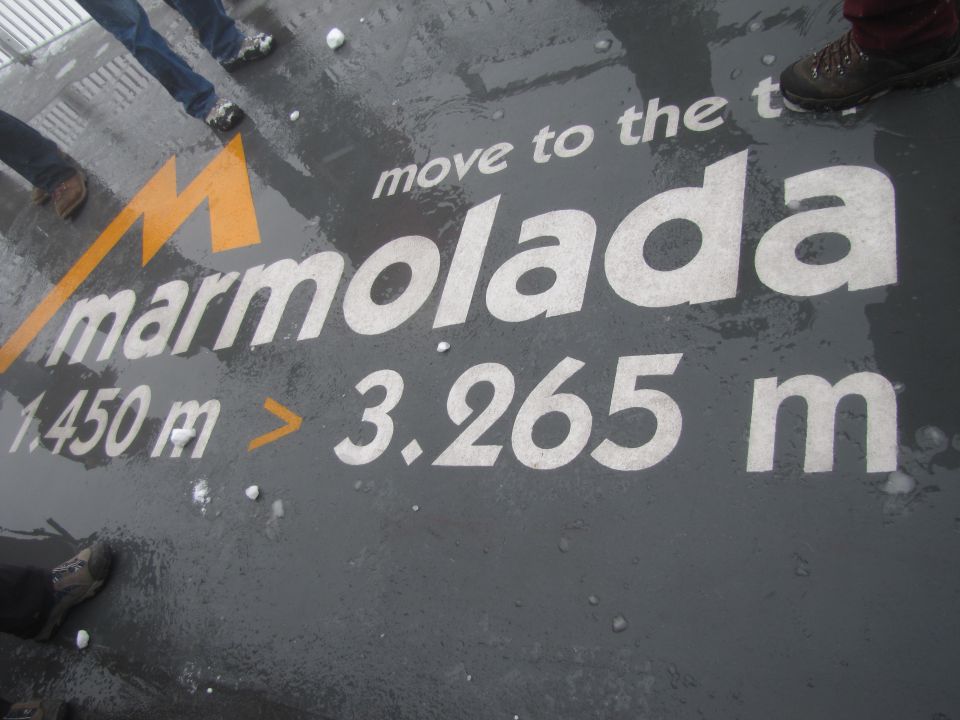 move to the
marmolada
1.450 m > 3.265 m